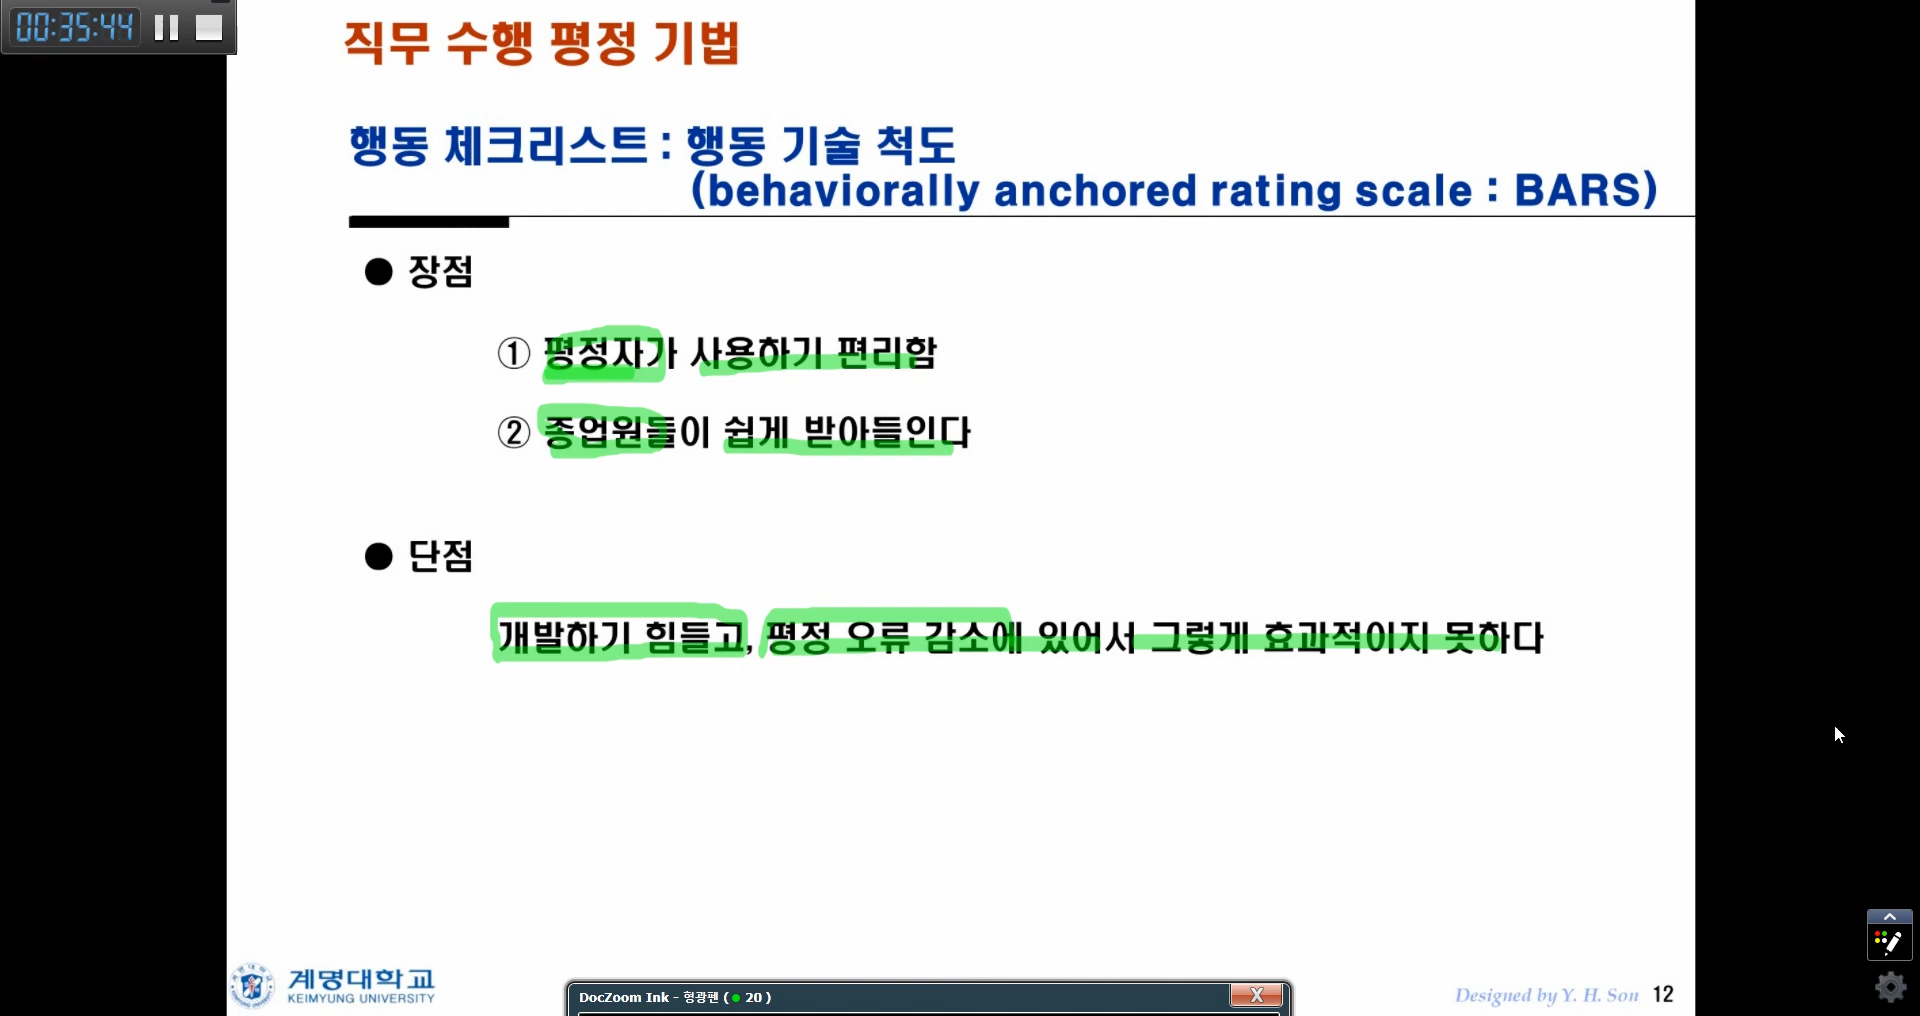 00:35:44
직무 수행 평정 기법
행동 체크리스트 : 행동 기술 척도
(behaviorally anchored rating scale : BARS)
● 장점
① 평정자가 사용하기 편리함
② 종업원들이 쉽게 받아들인다
● 단점
개발하기 힘들고, 평정 오류 감소에 있어서 그렇게 효과적이지 못하다
계명대학교
KEIMYUNG UNIVERSITY
DocZoom Ink - 형광펜 ( ● 20 )
X
Designed by Y. H. Son 12